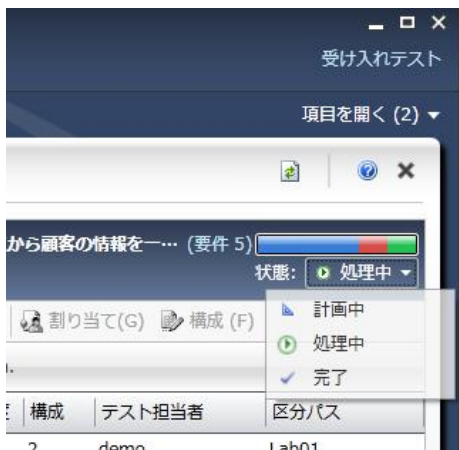 受け入れテスト
項目を開く (2)
から顧客の情報を一… (要件 5)
状態: 処理中
計画中
割り当て(G) 構成 (F)
処理中
完了
構成 テスト担当者 区分パス
2 demo Lab01